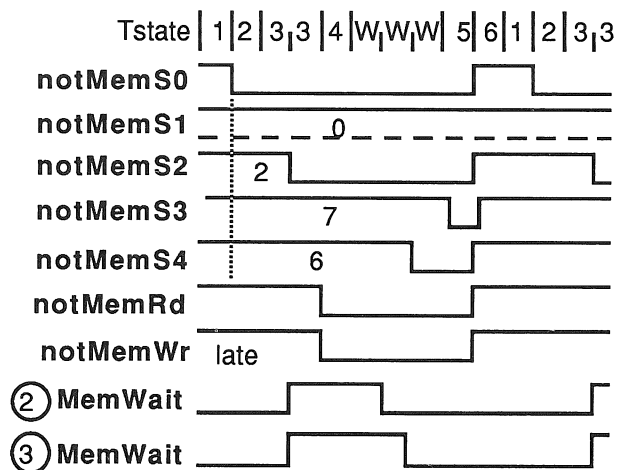 Tstate 1 2 3 3 4 W W W 5 6 1 2 3 3
notMemS0
notMemS1 0
notMemS2 2
notMemS3 7
notMemS4 6
notMemRd
notMemWr late
2 MemWait
3 MemWait